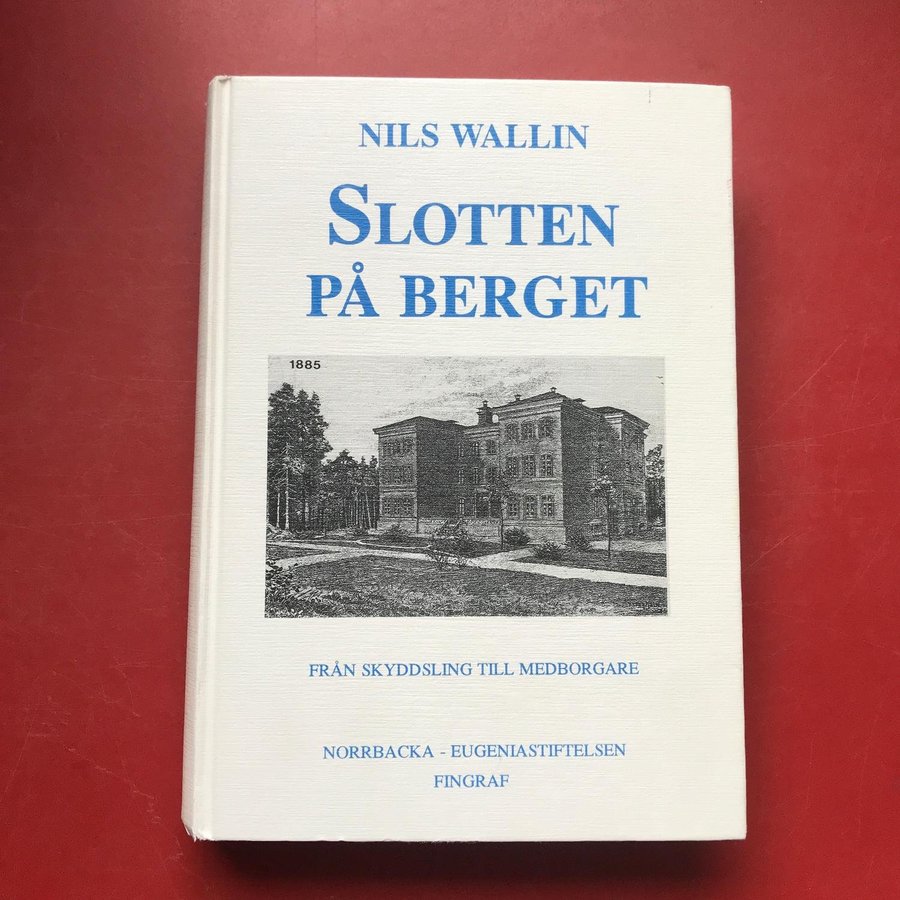 NILS WALLIN
SLOTTEN
PÅ BERGET
1885
FRÅN SKYDDSLING TILL MEDBORGARE
NORRBACKA - EUGENIASTIFTELSEN
FINGRAF